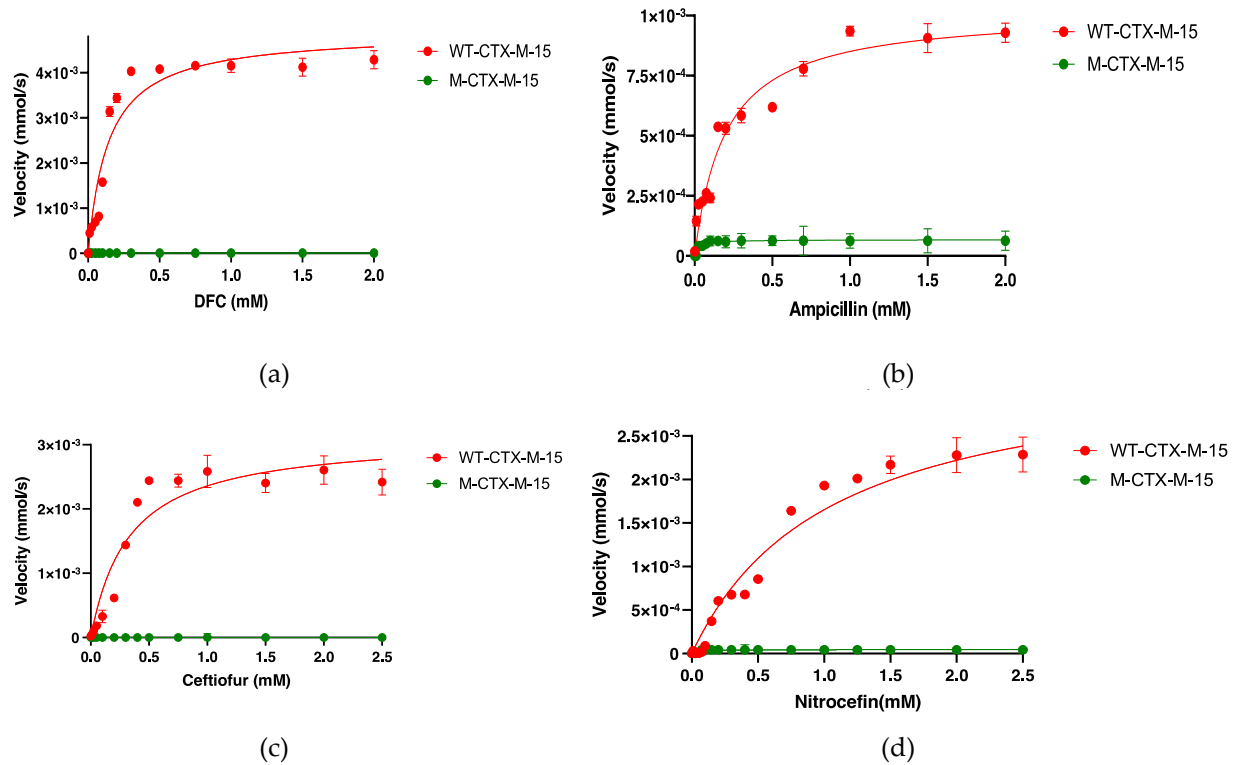 WT-CTX-M-15
M-CTX-M-15
Velocity (mmol/s)
4×10⁻³
3×10⁻³
2×10⁻³
1×10⁻³
0
0.0 0.5 1.0 1.5 2.0
DFC (mM)
(a)
WT-CTX-M-15
M-CTX-M-15
Velocity (mmol/s)
1×10⁻³
7.5×10⁻⁴
5×10⁻⁴
2.5×10⁻⁴
0
0.0 0.5 1.0 1.5 2.0
Ampicillin (mM)
(b)
WT-CTX-M-15
M-CTX-M-15
Velocity (mmol/s)
3×10⁻³
2×10⁻³
1×10⁻³
0
0.0 0.5 1.0 1.5 2.0 2.5
Ceftiofur (mM)
(c)
WT-CTX-M-15
M-CTX-M-15
Velocity (mmol/s)
2.5×10⁻³
2×10⁻³
1.5×10⁻³
1×10⁻³
5×10⁻⁴
0
0.0 0.5 1.0 1.5 2.0 2.5
Nitrocefin(mM)
(d)